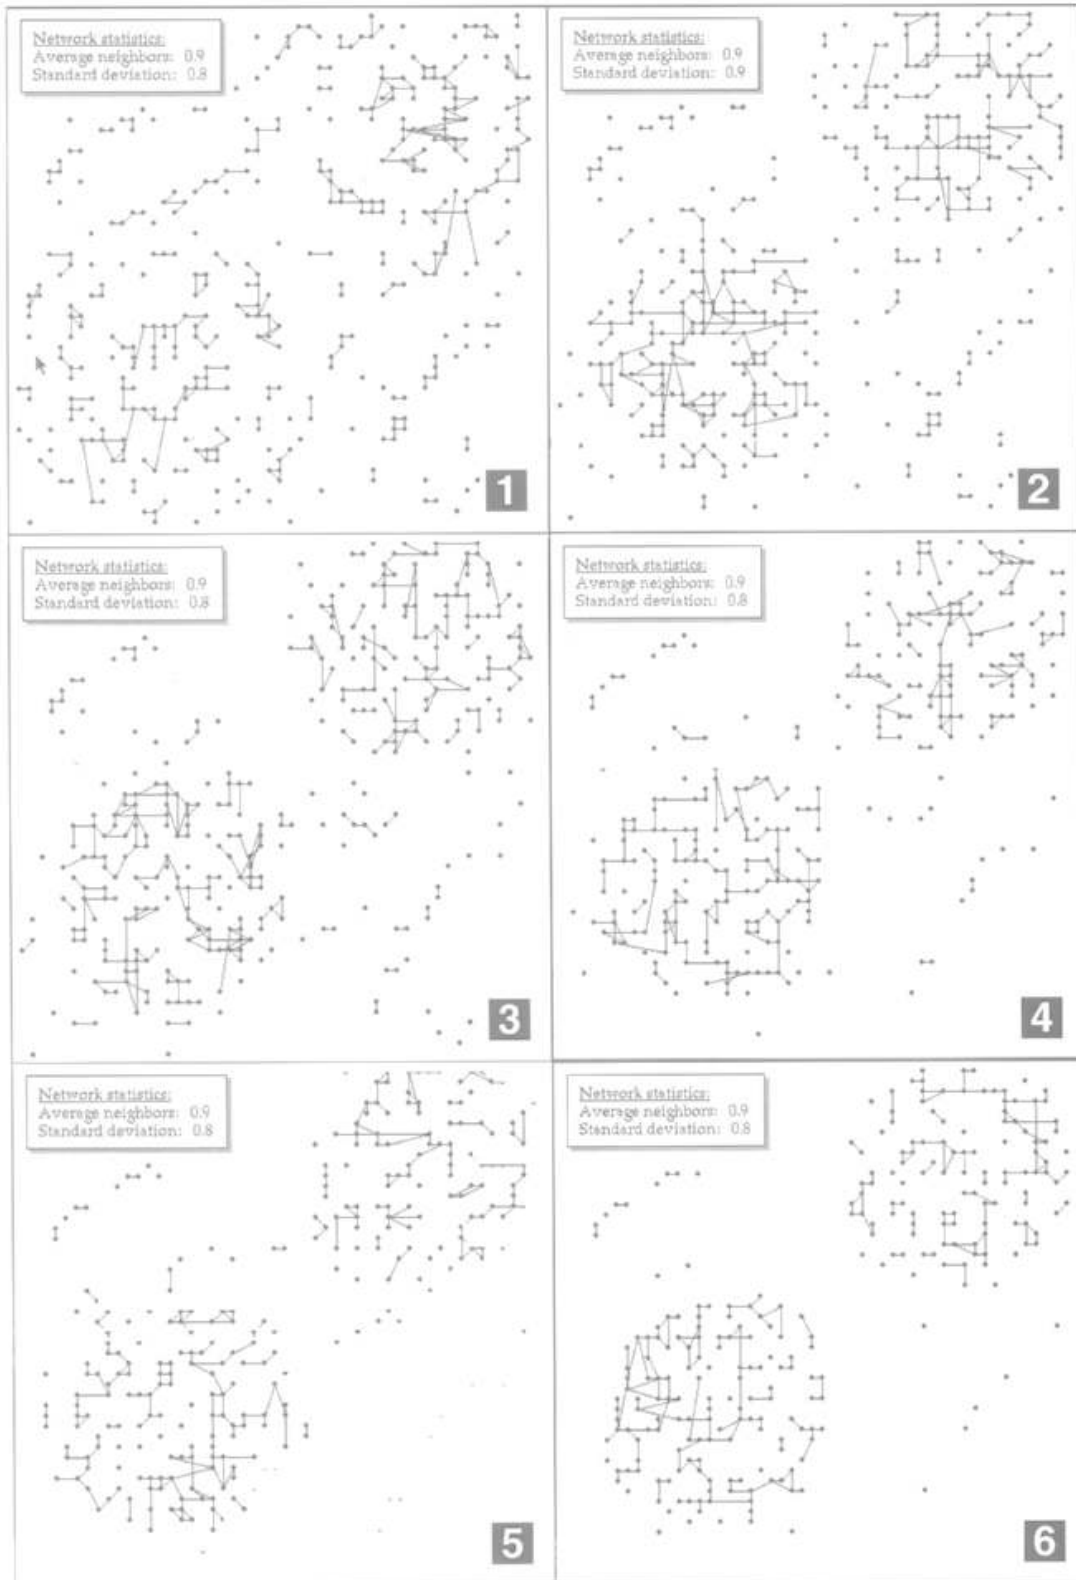 Network statistics:
Average neighbors: 0.9
Standard deviation: 0.8
1
Network statistics:
Average neighbors: 0.9
Standard deviation: 0.9
2
Network statistics:
Average neighbors: 0.9
Standard deviation: 0.8
3
Network statistics:
Average neighbors: 0.9
Standard deviation: 0.8
4
Network statistics:
Average neighbors: 0.9
Standard deviation: 0.8
5
Network statistics:
Average neighbors: 0.9
Standard deviation: 0.8
6